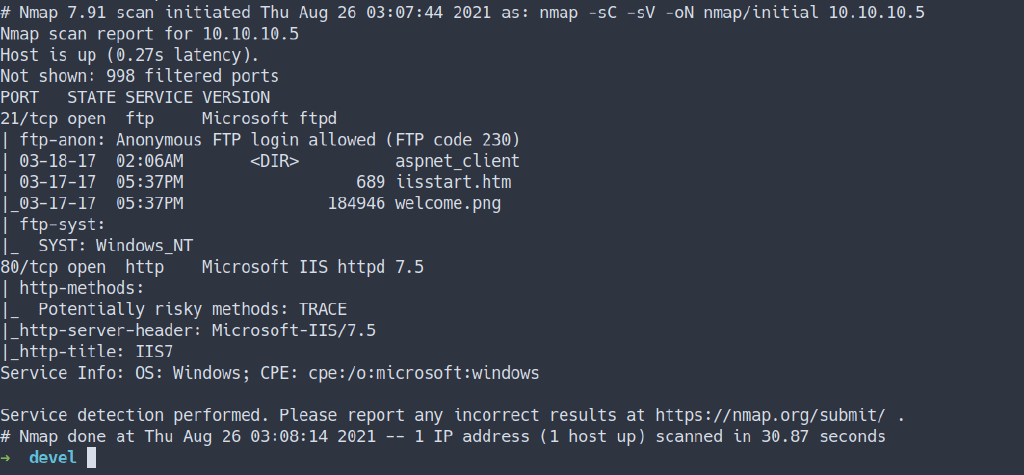 # Nmap 7.91 scan initiated Thu Aug 26 03:07:44 2021 as: nmap -sC -sV -oN nmap/initial 10.10.10.5
Nmap scan report for 10.10.10.5
Host is up (0.27s latency).
Not shown: 998 filtered ports
PORT   STATE SERVICE VERSION
21/tcp open  ftp     Microsoft ftpd
| ftp-anon: Anonymous FTP login allowed (FTP code 230)
| 03-18-17  02:06AM       <DIR>          aspnet_client
| 03-17-17  05:37PM                  689 iisstart.htm
|_03-17-17  05:37PM               184946 welcome.png
| ftp-syst:
|_  SYST: Windows_NT
80/tcp open  http    Microsoft IIS httpd 7.5
| http-methods:
|_  Potentially risky methods: TRACE
|_http-server-header: Microsoft-IIS/7.5
|_http-title: IIS7
Service Info: OS: Windows; CPE: cpe:/o:microsoft:windows

Service detection performed. Please report any incorrect results at https://nmap.org/submit/ .
# Nmap done at Thu Aug 26 03:08:14 2021 -- 1 IP address (1 host up) scanned in 30.87 seconds
→  devel